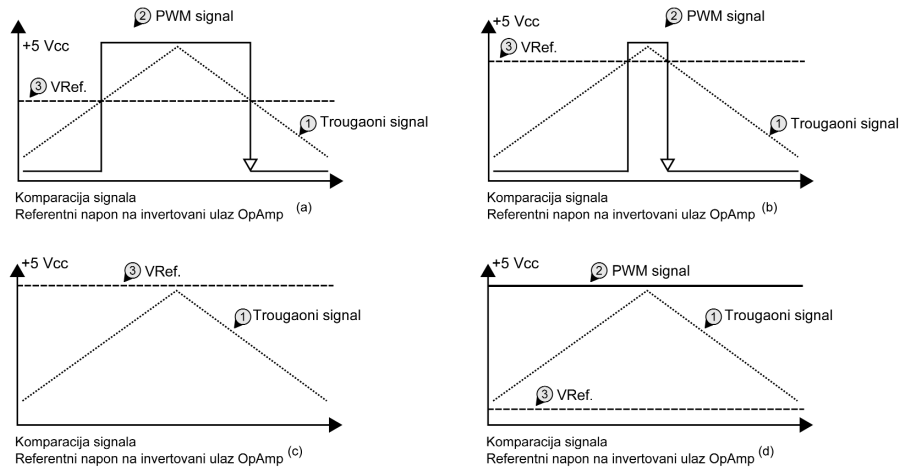 2 PWM signal
+5 Vcc
3 VRef.
1 Trougaoni signal
Komparacija signala
Referentni napon na invertovani ulaz OpAmp (a)
2 PWM signal
+5 Vcc
3 VRef.
1 Trougaoni signal
Komparacija signala
Referentni napon na invertovani ulaz OpAmp (b)
+5 Vcc
3 VRef.
1 Trougaoni signal
Komparacija signala
Referentni napon na invertovani ulaz OpAmp (c)
+5 Vcc
2 PWM signal
1 Trougaoni signal
3 VRef.
Komparacija signala
Referentni napon na invertovani ulaz OpAmp (d)